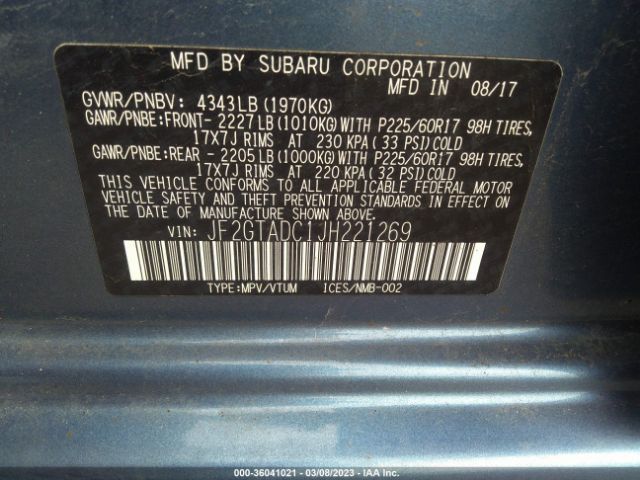 MFD BY SUBARU CORPORATION
MFD IN 08/17
GVWR/PNBV: 4343LB (1970KG)
GAWR/PNBE:FRONT- 2227LB (1010KG) WITH P225/60R17 98H TIRES,
17X7J RIMS AT 230 KPA (33 PSI) COLD
GAWR/PNBE:REAR - 2205LB (1000KG) WITH P225/60R17 98H TIRES,
17X7J RIMS AT 220 KPA (32 PSI) COLD
THIS VEHICLE CONFORMS TO ALL APPLICABLE FEDERAL MOTOR
VEHICLE SAFETY, BUMPER, AND THEFT PREVENTION STANDARDS
IN EFFECT ON THE DATE OF MANUFACTURE SHOWN ABOVE.
VIN: JF2GTADC1JH221269
TYPE:MPV/VTUM ICES/NMB-002
000-36041021 - 03/08/2023 - IAA Inc.